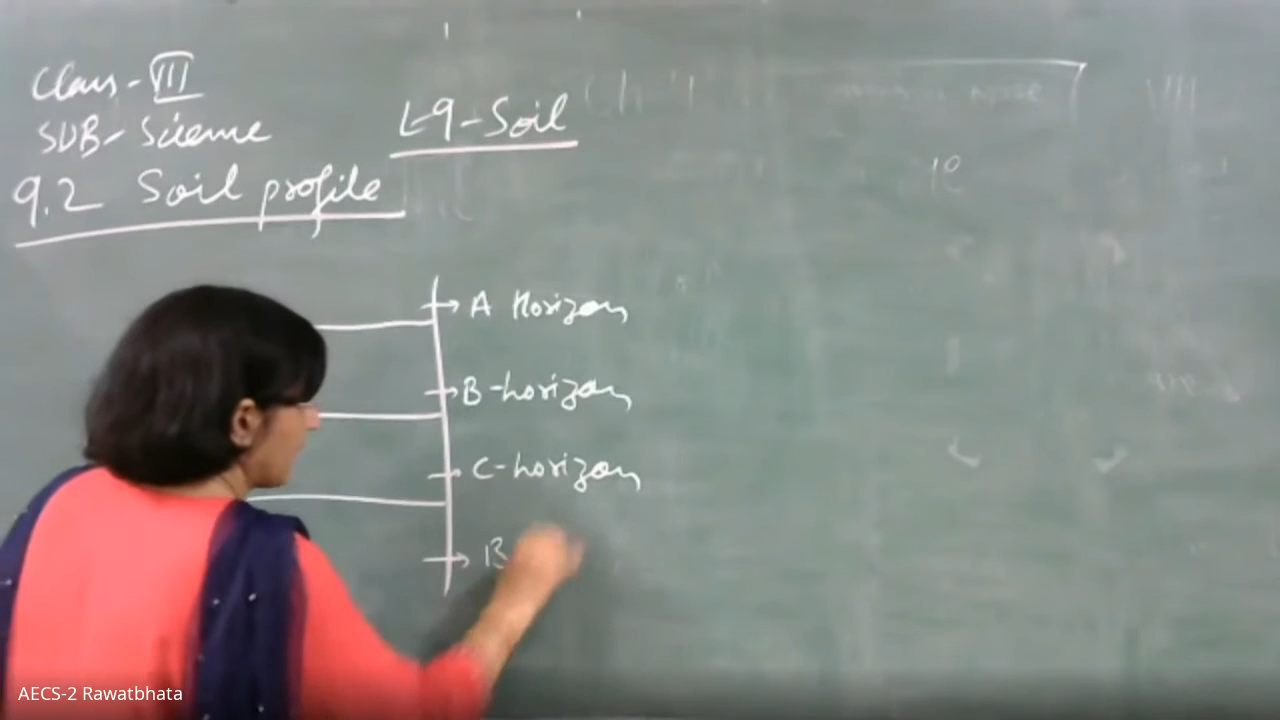 Class - VII
SUB - Science
L-9 - Soil
9.2 Soil profile
A Horizon
B-horizon
C-horizon
B
AECS-2 Rawatbhata